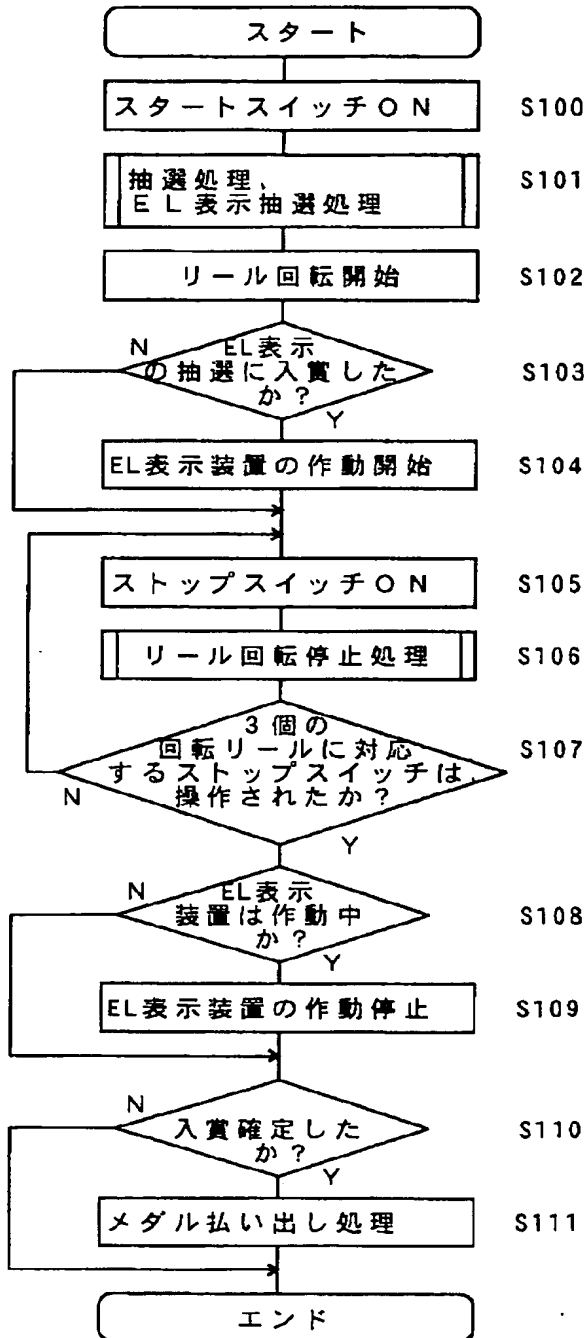 スタート
スタートスイッチON S100
抽選処理、
EL表示抽選処理 S101
リール回転開始 S102
N
EL表示
の抽選に入賞した
か? S103
Y
EL表示装置の作動開始 S104
ストップスイッチON S105
リール回転停止処理 S106
3個の
回転リールに対応 S107
するストップスイッチは、
操作されたか?
N
Y
N
EL表示
装置は作動中 S108
か?
Y
EL表示装置の作動停止 S109
N
入賞確定した S110
か?
Y
メダル払い出し処理 S111
エンド